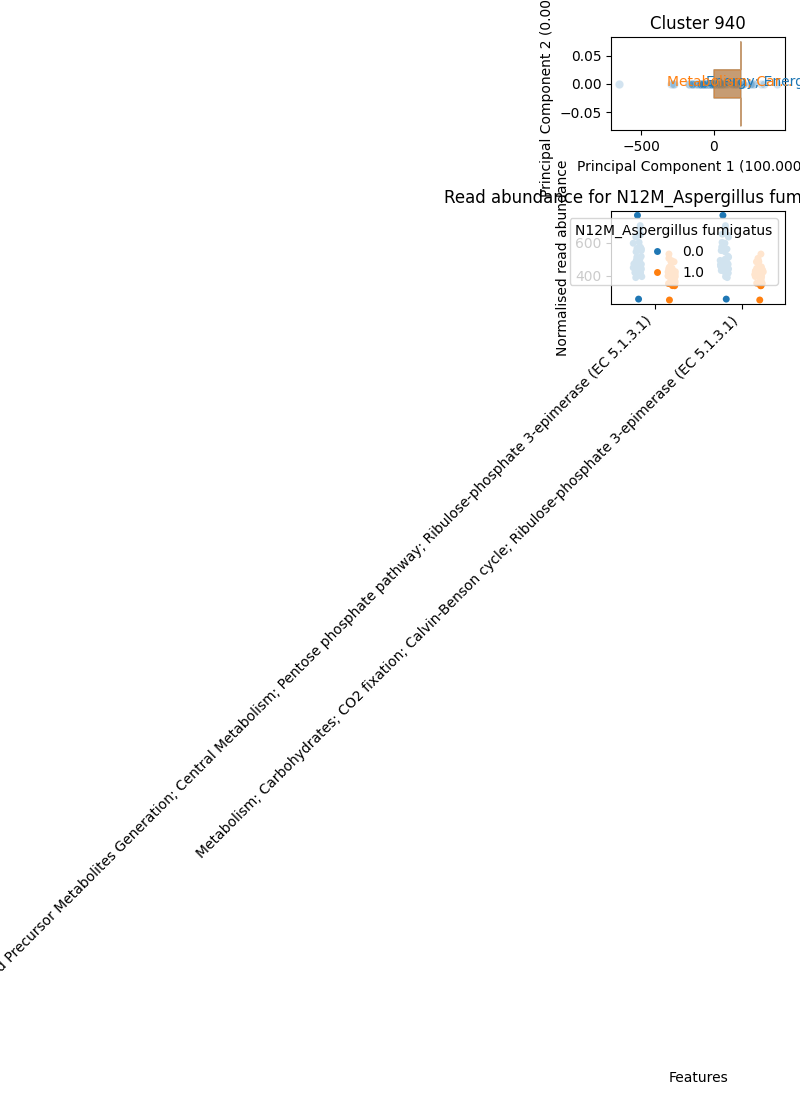 Cluster 940
Principal Component 2 (0.00
0.05
0.00
−0.05
Energy; Energ
−500
0
Principal Component 1 (100.000
Read abundance for N12M_Aspergillus fum
Normalised read abundance
600
400
N12M_Aspergillus fumigatus
0.0
1.0
d Precursor Metabolites Generation; Central Metabolism; Pentose phosphate pathway; Ribulose-phosphate 3-epimerase (EC 5.1.3.1)
Metabolism; Carbohydrates; CO2 fixation; Calvin-Benson cycle; Ribulose-phosphate 3-epimerase (EC 5.1.3.1)
Features